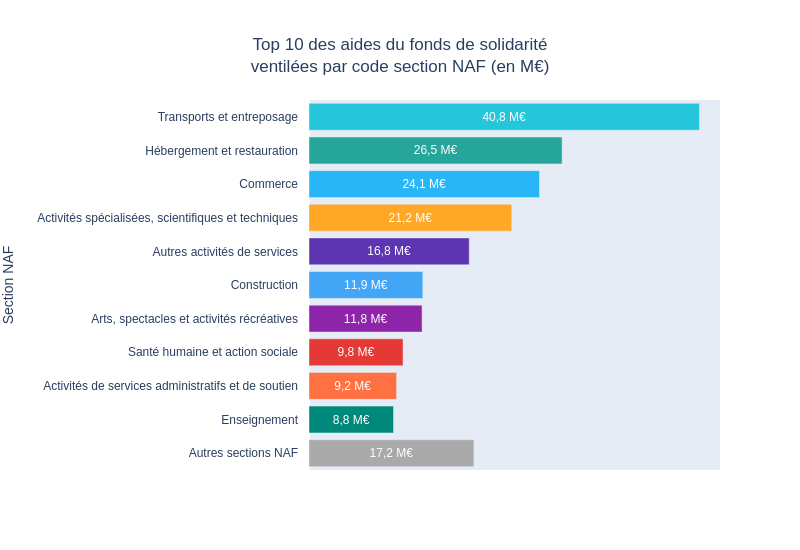 Top 10 des aides du fonds de solidarité
ventilées par code section NAF (en M€)
Section NAF
Transports et entreposage 40,8 M€
Hébergement et restauration 26,5 M€
Commerce 24,1 M€
Activités spécialisées, scientifiques et techniques 21,2 M€
Autres activités de services 16,8 M€
Construction 11,9 M€
Arts, spectacles et activités récréatives 11,8 M€
Santé humaine et action sociale 9,8 M€
Activités de services administratifs et de soutien 9,2 M€
Enseignement 8,8 M€
Autres sections NAF 17,2 M€